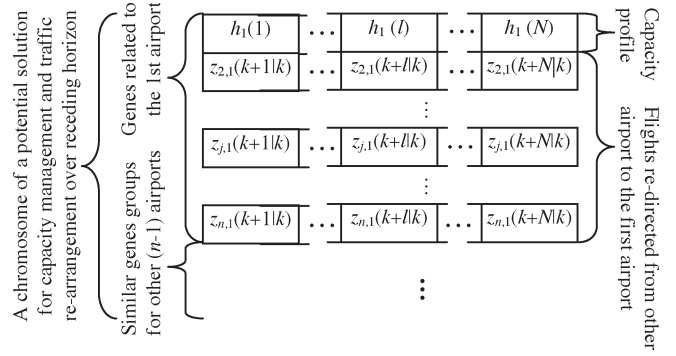 A chromosome of a potential solution
for capacity management and traffic
re-arrangement over receding horizon
Genes related to
the 1st airport
Similar genes groups
for other (n-1) airports
h₁(1) ... h₁ (l) ... h₁ (N)
z₂,₁(k+1|k) ... z₂,₁(k+l|k) ... z₂,₁(k+N|k)
⋮
zⱼ,₁(k+1|k) ... zⱼ,₁(k+l|k) ... zⱼ,₁(k+N|k)
⋮
zₙ,₁(k+1|k) ... zₙ,₁(k+l|k) ... zₙ,₁(k+N|k)
⋮
Capacity
profile
Flights re-directed from other
airport to the first airport